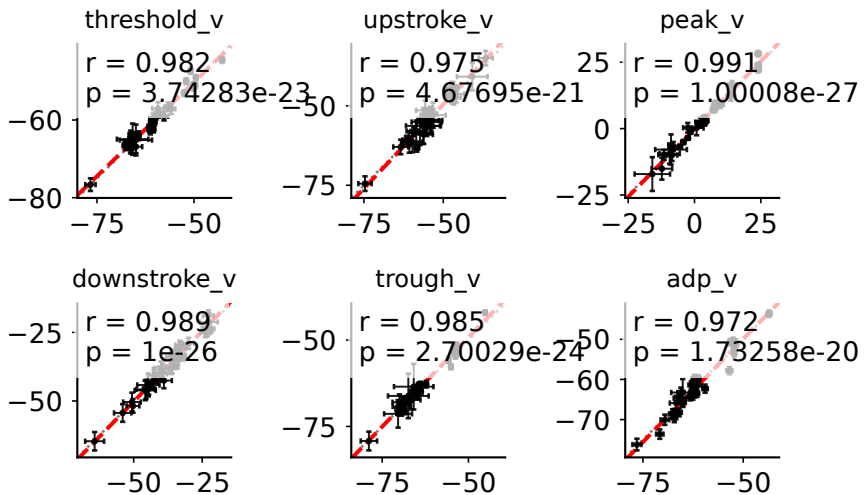 threshold_v
r = 0.982
p = 3.74283e-23
−60
−80
−75
−50
upstroke_v
r = 0.975
p = 4.67695e-21
−50
−75
−75
−50
peak_v
r = 0.991
p = 1.00008e-27
25
0
−25
−25
0
25
downstroke_v
r = 0.989
p = 1e-26
−25
−50
−50
−25
trough_v
r = 0.985
p = 2.70029e-24
−50
−75
−75
−50
adp_v
r = 0.972
p = 1.73258e-20
−50
−60
−70
−75
−50